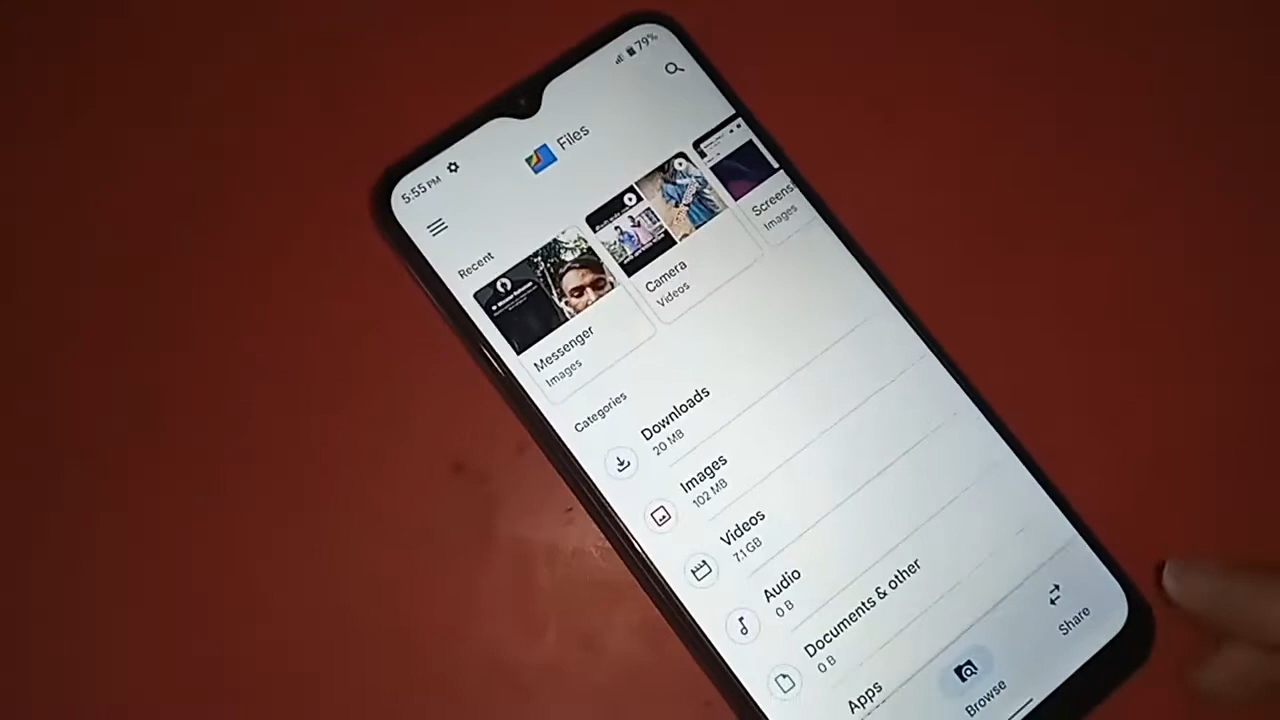 5:55 PM
79%
Files
Recent
Messenger
Images
Camera
Videos
Screens
Images
Categories
Downloads
20 MB
Images
102 MB
Videos
7.1 GB
Audio
0 B
Documents & other
0 B
Apps
Browse
Share